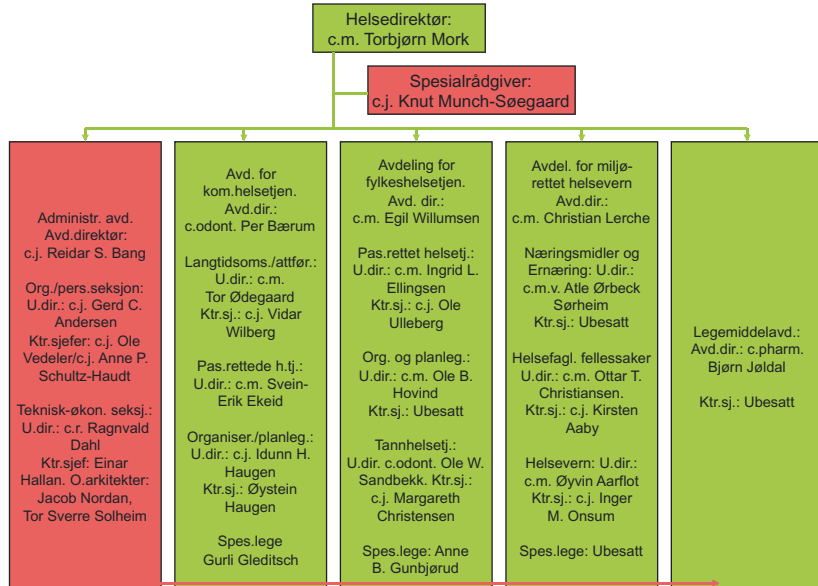 Helsedirektør:
c.m. Torbjørn Mork
Spesialrådgiver:
c.j. Knut Munch-Søegaard
Administr. avd.
Avd.direktør:
c.j. Reidar S. Bang
Org./pers.seksjon:
U.dir.: c.j. Gerd C.
Andersen
Ktr.sjefer: c.j. Ole
Vedeler/c.j. Anne P.
Schultz-Haudt
Teknisk-økon. seksj.:
U.dir.: c.r. Ragnvald
Dahl
Ktr.sjef: Einar
Hallan. O.arkitekter:
Jacob Nordan,
Tor Sverre Solheim
Avd. for
kom.helsetjen.
Avd.dir.:
c.odont. Per Bærum
Langtidsoms./attfør.:
U.dir.: c.m.
Tor Ødegaard
Ktr.sj.: c.j. Vidar
Wilberg
Pas.rettede h.tj.:
U.dir.: c.m. Svein-
Erik Ekeid
Organiser./planleg.:
U.dir.: c.j. Idunn H.
Haugen
Ktr.sj.: Øystein
Haugen
Spes.lege
Gurli Gleditsch
Avdeling for
fylkeshelsetjen.
Avd. dir.:
c.m. Egil Willumsen
Pas.rettet helsetj.:
U.dir.: c.m. Ingrid L.
Ellingsen
Ktr.sj.: c.j. Ole
Ulleberg
Org. og planleg.:
U.dir.: c.m. Ole B.
Hovind
Ktr.sj.: Ubesatt
Tannhelsetj.:
U.dir. c.odont. Ole W.
Sandbekk. Ktr.sj.:
c.j. Margareth
Christensen
Spes.lege: Anne
B. Gunbjørud
Avdel. for miljø-
rettet helsevern
Avd.dir.:
c.m. Christian Lerche
Næringsmidler og
Ernæring: U.dir.:
c.m.v. Atle Ørbeck
Sørheim
Ktr.sj.: Ubesatt
Helsefagl. fellessaker
U.dir.: c.m. Ottar T.
Christiansen.
Ktr.sj.: c.j. Kirsten
Aaby
Helsevern: U.dir.:
c.m. Øyvin Aarflot
Ktr.sj.: c.j. Inger
M. Onsum
Spes.lege: Ubesatt
Legemiddelavd.:
Avd.dir.: c.pharm.
Bjørn Jøldal
Ktr.sj.: Ubesatt